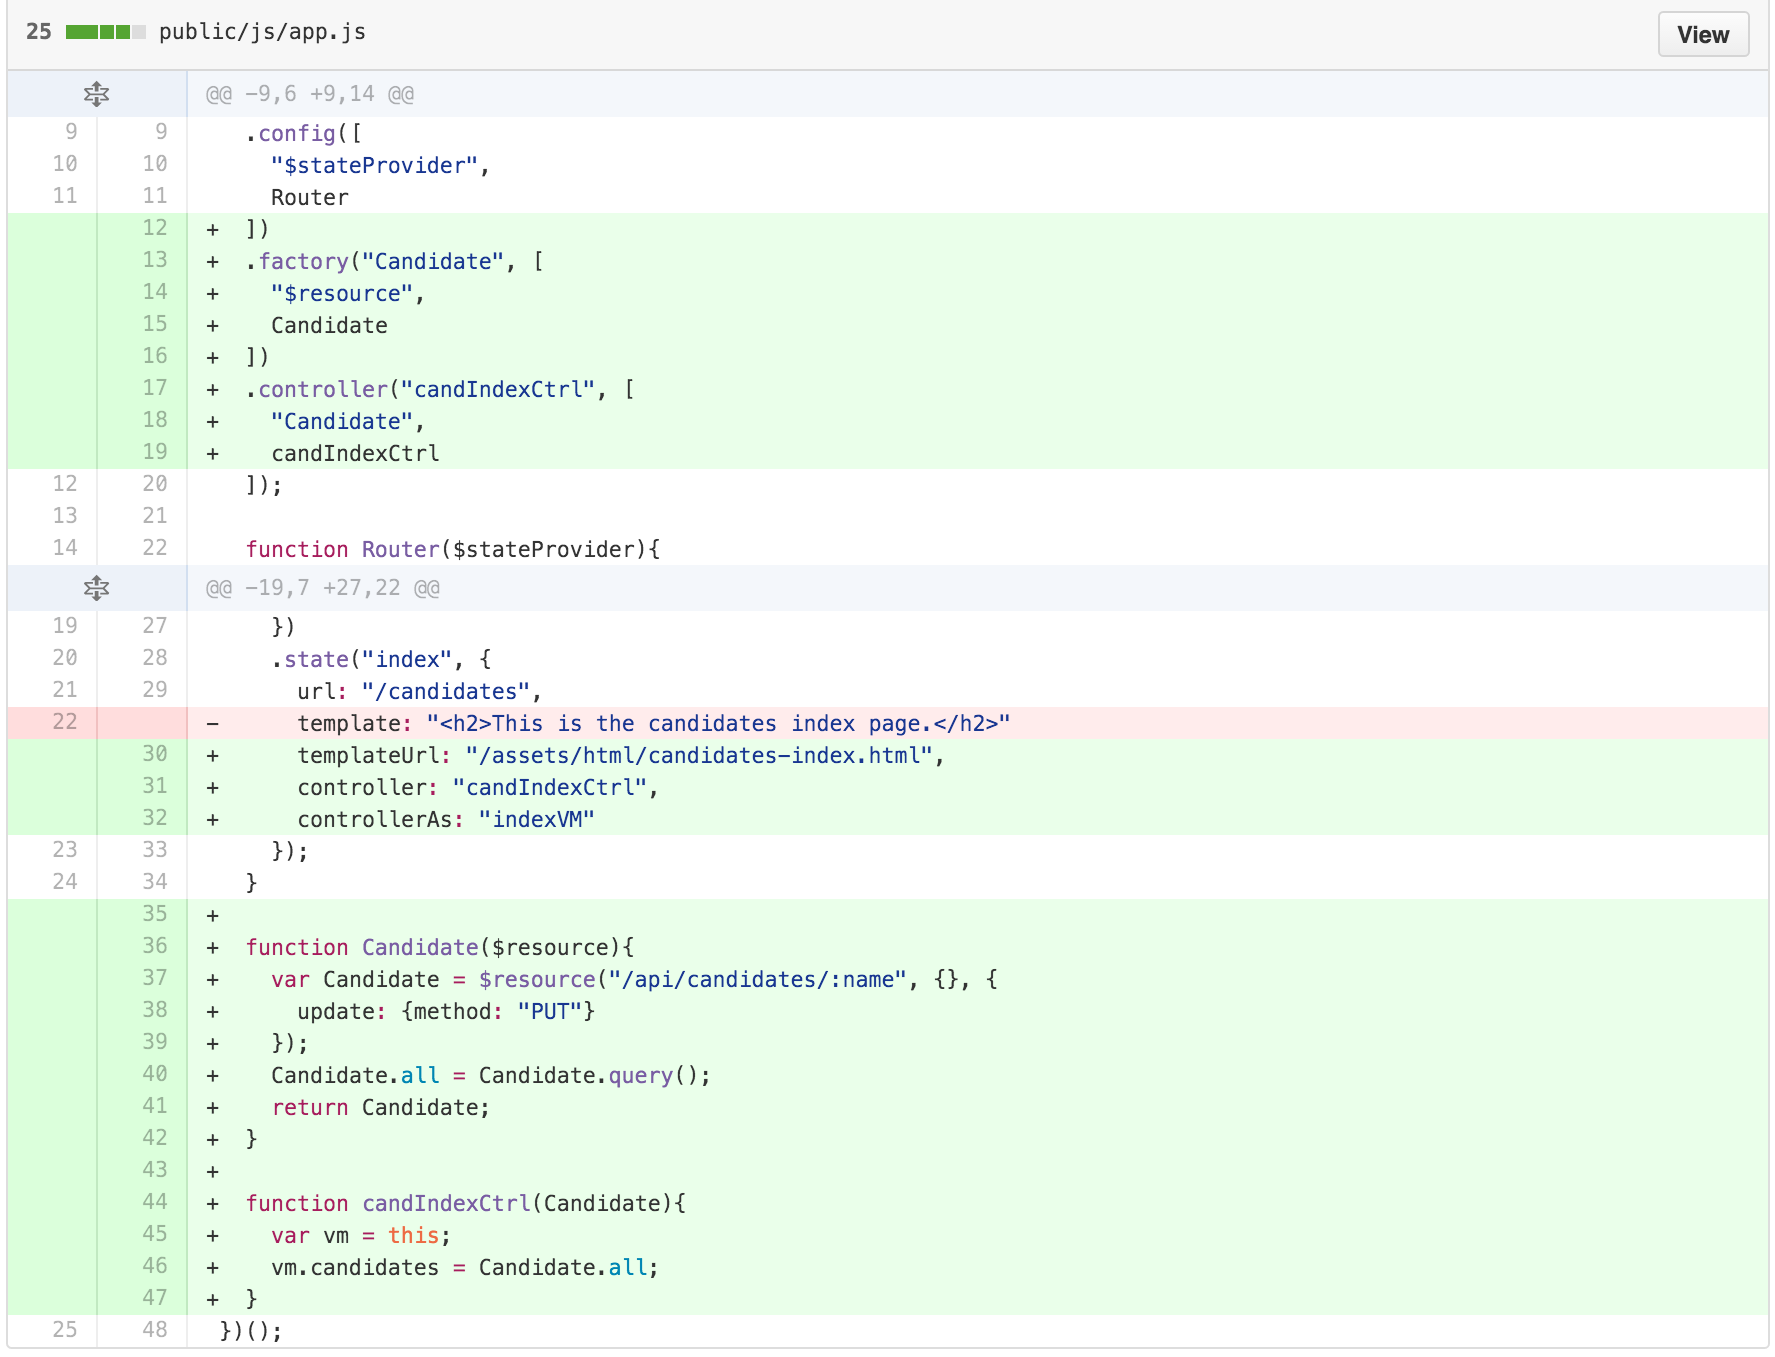 25 public/js/app.js View
@@ -9,6 +9,14 @@
9 9 .config([
10 10 "$stateProvider",
11 11 Router
12 + ])
13 + .factory("Candidate", [
14 + "$resource",
15 + Candidate
16 + ])
17 + .controller("candIndexCtrl", [
18 + "Candidate",
19 + candIndexCtrl
12 20 ]);
13 21
14 22 function Router($stateProvider){
@@ -19,7 +27,22 @@
19 27 })
20 28 .state("index", {
21 29 url: "/candidates",
22 - template: "<h2>This is the candidates index page.</h2>"
30 + templateUrl: "/assets/html/candidates-index.html",
31 + controller: "candIndexCtrl",
32 + controllerAs: "indexVM"
23 33 });
24 34 }
35 +
36 + function Candidate($resource){
37 + var Candidate = $resource("/api/candidates/:name", {}, {
38 + update: {method: "PUT"}
39 + });
40 + Candidate.all = Candidate.query();
41 + return Candidate;
42 + }
43 +
44 + function candIndexCtrl(Candidate){
45 + var vm = this;
46 + vm.candidates = Candidate.all;
47 + }
25 48 })();